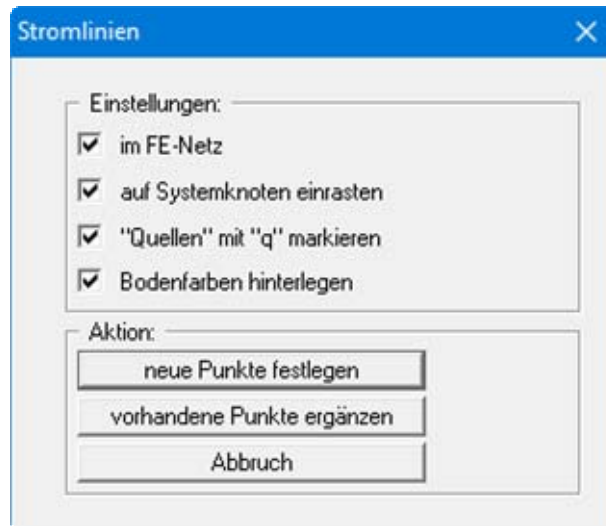 Stromlinien
Einstellungen:
im FE-Netz
auf Systemknoten einrasten
"Quellen" mit "q" markieren
Bodenfarben hinterlegen
Aktion:
neue Punkte festlegen
vorhandene Punkte ergänzen
Abbruch